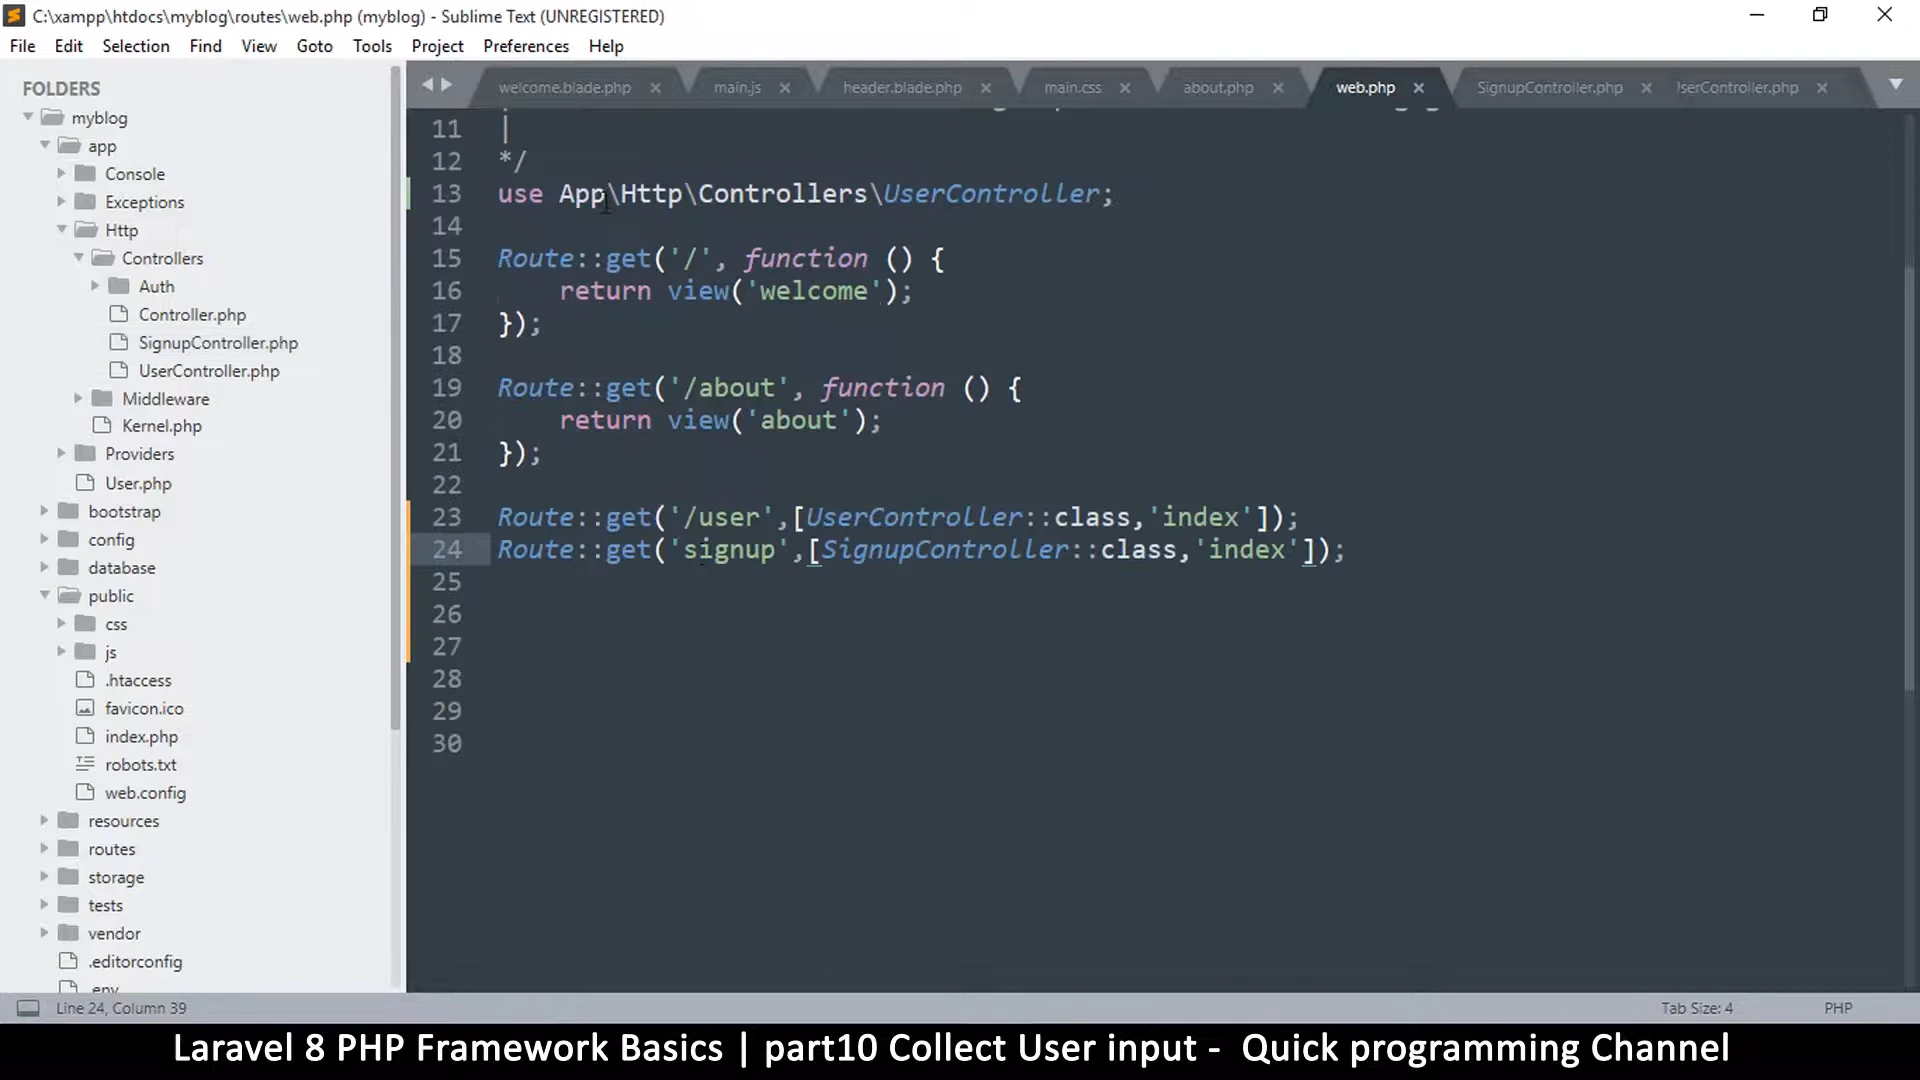 C:\xampp\htdocs\myblog\routes\web.php (myblog) - Sublime Text (UNREGISTERED)
File Edit Selection Find View Goto Tools Project Preferences Help
FOLDERS
myblog
app
Console
Exceptions
Http
Controllers
Auth
Controller.php
SignupController.php
UserController.php
Middleware
Kernel.php
Providers
User.php
bootstrap
config
database
public
css
js
.htaccess
favicon.ico
index.php
robots.txt
web.config
resources
routes
storage
tests
vendor
.editorconfig
.env
welcome.blade.php main.js header.blade.php main.css about.php web.php SignupController.php UserController.php
11 |
12 */
13 use App\Http\Controllers\UserController;
14
15 Route::get('/', function () {
16     return view('welcome');
17 });
18
19 Route::get('/about', function () {
20     return view('about');
21 });
22
23 Route::get('/user',[UserController::class,'index']);
24 Route::get('signup',[SignupController::class,'index']);
25
26
27
28
29
30
Line 24, Column 39
Tab Size: 4
PHP
Laravel 8 PHP Framework Basics | part10 Collect User input - Quick programming Channel